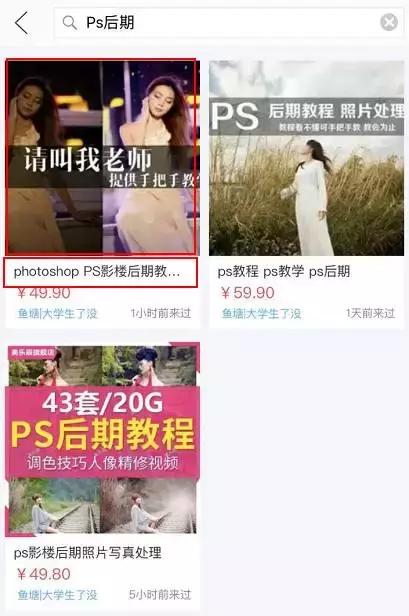 Ps后期
请叫我老师
提供手把手教学
photoshop PS影楼后期教…
￥49.90
鱼塘|大学生了没 1小时前来过
PS 后期教程 照片处理
教程看不懂可手把手教 教会为止
ps教程 ps教学 ps后期
￥59.90
鱼塘|大学生了没 1天前来过
美乐辰旗舰店
43套/20G
PS后期教程
调色技巧人像精修视频
ps影楼后期照片写真处理
￥49.80
鱼塘|大学生了没 5小时前来过